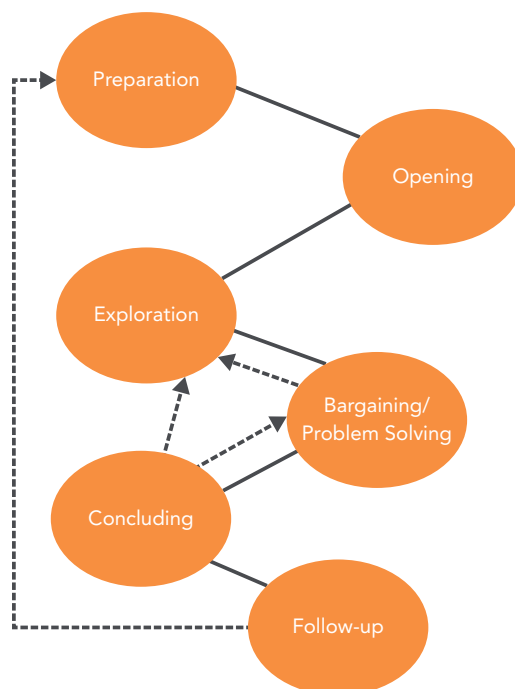 Preparation
Opening
Exploration
Bargaining/
Problem Solving
Concluding
Follow-up